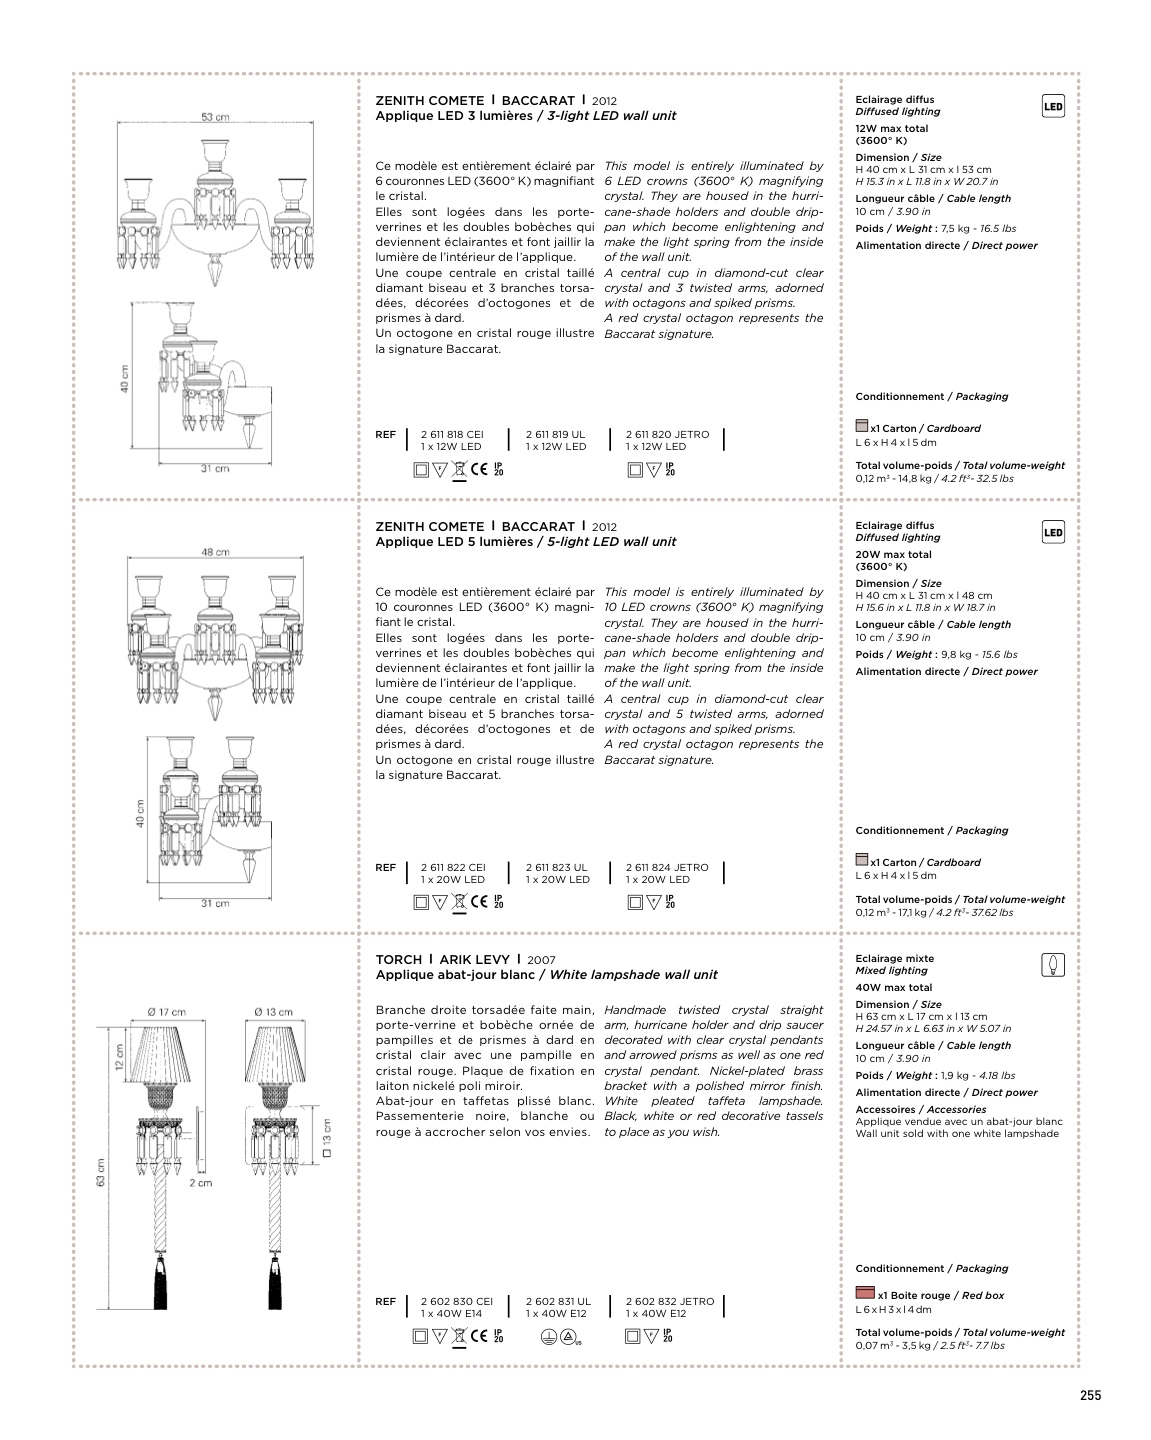 53 cm
40 cm
31 cm
ZENITH COMETE I BACCARAT I 2012
Applique LED 3 lumières / 3-light LED wall unit
Ce modèle est entièrement éclairé par
6 couronnes LED (3600° K) magnifiant
le cristal.
Elles sont logées dans les porte-
verrines et les doubles bobèches qui
deviennent éclairantes et font jaillir la
lumière de l'intérieur de l'applique.
Une coupe centrale en cristal taillé
diamant biseau et 3 branches torsa-
dées, décorées d'octogones et de
prismes à dard.
Un octogone en cristal rouge illustre
la signature Baccarat.
This model is entirely illuminated by
6 LED crowns (3600° K) magnifying
crystal. They are housed in the hurri-
cane-shade holders and double drip-
pan which become enlightening and
make the light spring from the inside
of the wall unit.
A central cup in diamond-cut clear
crystal and 3 twisted arms, adorned
with octagons and spiked prisms.
A red crystal octagon represents the
Baccarat signature.
REF 2 611 818 CEI 2 611 819 UL 2 611 820 JETRO
1 x 12W LED 1 x 12W LED 1 x 12W LED
F CE IP 20 F IP 20
Eclairage diffus
Diffused lighting
LED
12W max total
(3600° K)
Dimension / Size
H 40 cm x L 31 cm x l 53 cm
H 15.3 in x L 11.8 in x W 20.7 in
Longueur câble / Cable length
10 cm / 3.90 in
Poids / Weight : 7,5 kg - 16.5 lbs
Alimentation directe / Direct power
Conditionnement / Packaging
x1 Carton / Cardboard
L 6 x H 4 x l 5 dm
Total volume-poids / Total volume-weight
0,12 m³ - 14,8 kg / 4.2 ft³- 32.5 lbs
48 cm
40 cm
31 cm
ZENITH COMETE I BACCARAT I 2012
Applique LED 5 lumières / 5-light LED wall unit
Ce modèle est entièrement éclairé par
10 couronnes LED (3600° K) magni-
fiant le cristal.
Elles sont logées dans les porte-
verrines et les doubles bobèches qui
deviennent éclairantes et font jaillir la
lumière de l'intérieur de l'applique.
Une coupe centrale en cristal taillé
diamant biseau et 5 branches torsa-
dées, décorées d'octogones et de
prismes à dard.
Un octogone en cristal rouge illustre
la signature Baccarat.
This model is entirely illuminated by
10 LED crowns (3600° K) magnifying
crystal. They are housed in the hurri-
cane-shade holders and double drip-
pan which become enlightening and
make the light spring from the inside
of the wall unit.
A central cup in diamond-cut clear
crystal and 5 twisted arms, adorned
with octagons and spiked prisms.
A red crystal octagon represents the
Baccarat signature.
REF 2 611 822 CEI 2 611 823 UL 2 611 824 JETRO
1 x 20W LED 1 x 20W LED 1 x 20W LED
F CE IP 20 F IP 20
Eclairage diffus
Diffused lighting
LED
20W max total
(3600° K)
Dimension / Size
H 40 cm x L 31 cm x l 48 cm
H 15.6 in x L 11.8 in x W 18.7 in
Longueur câble / Cable length
10 cm / 3.90 in
Poids / Weight : 9,8 kg - 15.6 lbs
Alimentation directe / Direct power
Conditionnement / Packaging
x1 Carton / Cardboard
L 6 x H 4 x l 5 dm
Total volume-poids / Total volume-weight
0,12 m³ - 17,1 kg / 4.2 ft³- 37.62 lbs
Ø 17 cm
Ø 13 cm
12 cm
63 cm
13 cm
2 cm
TORCH I ARIK LEVY I 2007
Applique abat-jour blanc / White lampshade wall unit
Branche droite torsadée faite main,
porte-verrine et bobèche ornée de
pampilles et de prismes à dard en
cristal clair avec une pampille en
cristal rouge. Plaque de fixation en
laiton nickelé poli miroir.
Abat-jour en taffetas plissé blanc.
Passementerie noire, blanche ou
rouge à accrocher selon vos envies.
Handmade twisted crystal straight
arm, hurricane holder and drip saucer
decorated with clear crystal pendants
and arrowed prisms as well as one red
crystal pendant. Nickel-plated brass
bracket with a polished mirror finish.
White pleated taffeta lampshade.
Black, white or red decorative tassels
to place as you wish.
REF 2 602 830 CEI 2 602 831 UL 2 602 832 JETRO
1 x 40W E14 1 x 40W E12 1 x 40W E12
F CE IP 20 US F IP 20
Eclairage mixte
Mixed lighting
40W max total
Dimension / Size
H 63 cm x L 17 cm x l 13 cm
H 24.57 in x L 6.63 in x W 5.07 in
Longueur câble / Cable length
10 cm / 3.90 in
Poids / Weight : 1,9 kg - 4.18 lbs
Alimentation directe / Direct power
Accessoires / Accessories
Applique vendue avec un abat-jour blanc
Wall unit sold with one white lampshade
Conditionnement / Packaging
x1 Boite rouge / Red box
L 6 x H 3 x l 4 dm
Total volume-poids / Total volume-weight
0,07 m³ - 3,5 kg / 2.5 ft³- 7.7 lbs
255